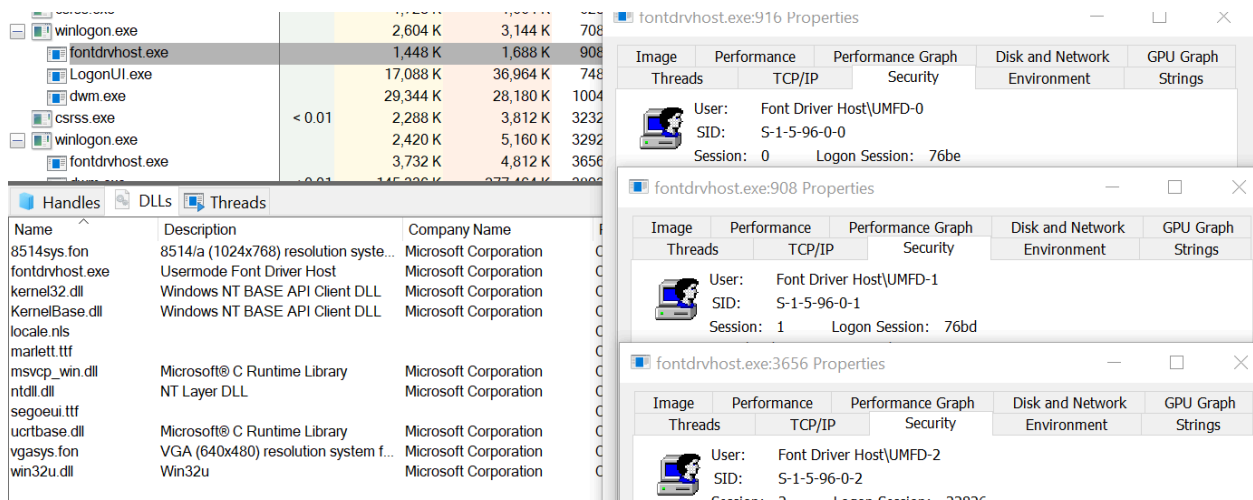 winlogon.exe 2,604 K 3,144 K 708
fontdrvhost.exe 1,448 K 1,688 K 908
LogonUI.exe 17,088 K 36,964 K 748
dwm.exe 29,344 K 28,180 K 1004
csrss.exe < 0.01 2,288 K 3,812 K 3232
winlogon.exe 2,420 K 5,160 K 3292
fontdrvhost.exe 3,732 K 4,812 K 3656
Handles DLLs Threads
Name Description Company Name
8514sys.fon 8514/a (1024x768) resolution syste... Microsoft Corporation
fontdrvhost.exe Usermode Font Driver Host Microsoft Corporation
kernel32.dll Windows NT BASE API Client DLL Microsoft Corporation
KernelBase.dll Windows NT BASE API Client DLL Microsoft Corporation
locale.nls
marlett.ttf
msvcp_win.dll Microsoft® C Runtime Library Microsoft Corporation
ntdll.dll NT Layer DLL Microsoft Corporation
segoeui.ttf
ucrtbase.dll Microsoft® C Runtime Library Microsoft Corporation
vgasys.fon VGA (640x480) resolution system f... Microsoft Corporation
win32u.dll Win32u Microsoft Corporation
fontdrvhost.exe:916 Properties
Image Performance Performance Graph Disk and Network GPU Graph
Threads TCP/IP Security Environment Strings
User: Font Driver Host\UMFD-0
SID: S-1-5-96-0-0
Session: 0 Logon Session: 76be
fontdrvhost.exe:908 Properties
Image Performance Performance Graph Disk and Network GPU Graph
Threads TCP/IP Security Environment Strings
User: Font Driver Host\UMFD-1
SID: S-1-5-96-0-1
Session: 1 Logon Session: 76bd
fontdrvhost.exe:3656 Properties
Image Performance Performance Graph Disk and Network GPU Graph
Threads TCP/IP Security Environment Strings
User: Font Driver Host\UMFD-2
SID: S-1-5-96-0-2